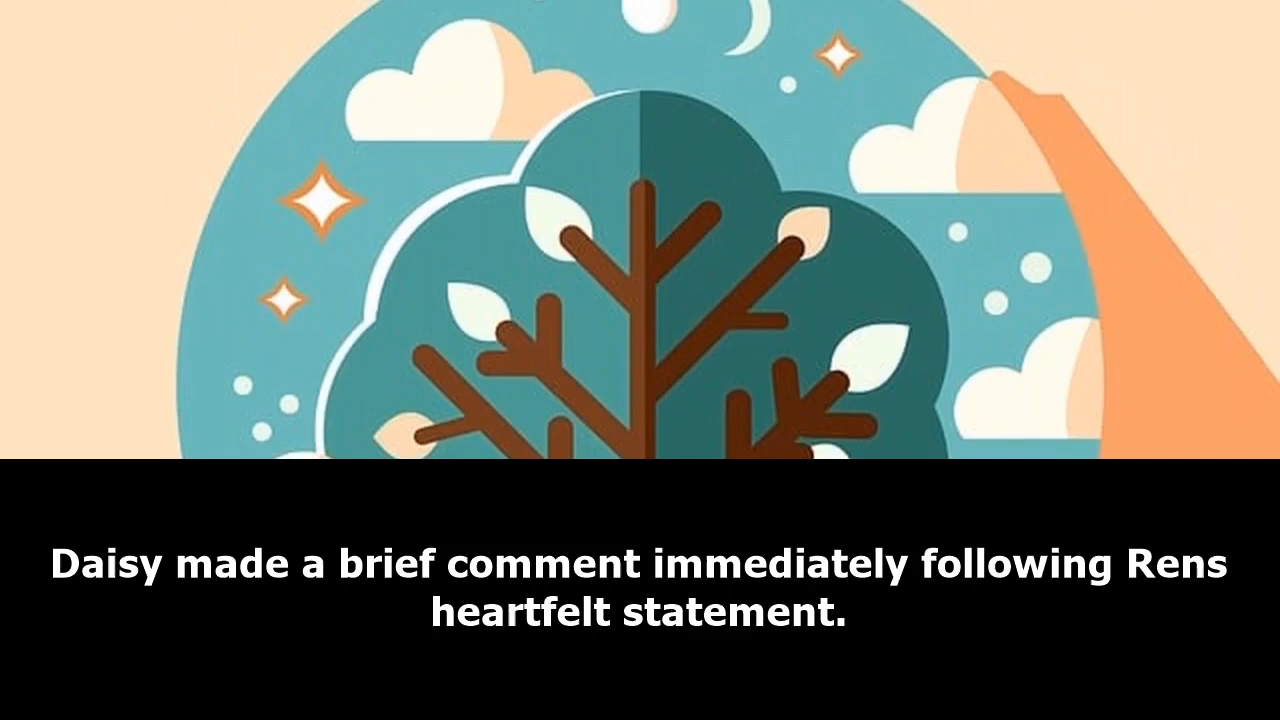 Daisy made a brief comment immediately following Rens
heartfelt statement.